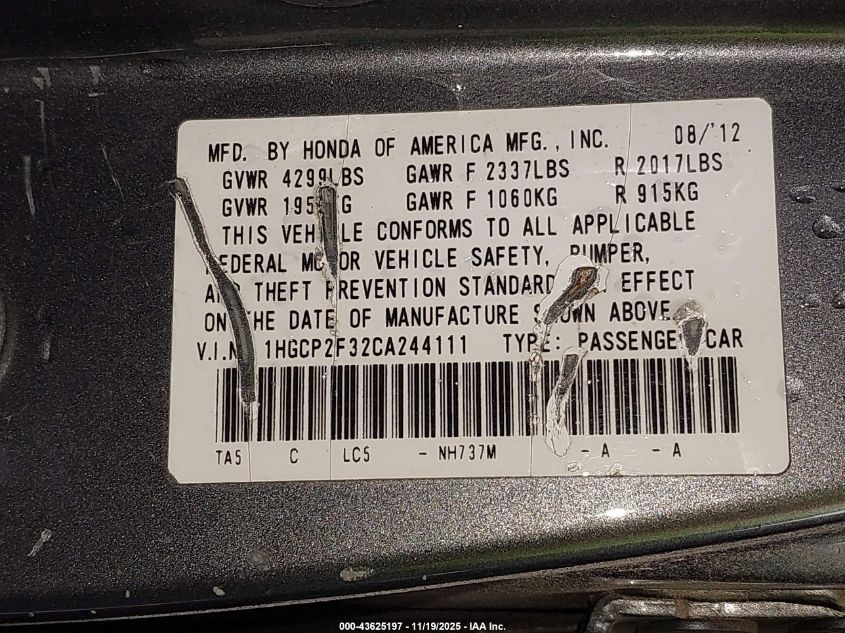 MFD. BY HONDA OF AMERICA MFG., INC. 08/'12
GVWR 4299LBS GAWR F 2337LBS R 2017LBS
GVWR GAWR F 1060KG R 915KG
THIS VEHICLE CONFORMS TO ALL APPLICABLE
FEDERAL MOTOR VEHICLE SAFETY, BUMPER,
AND THEFT PREVENTION STANDARDS EFFECT
ON THE DATE OF MANUFACTURE SHOWN ABOVE.
V.I.N. 1HGCP2F32CA244111 TYPE: PASSENGER CAR
TA5 C LC5 - NH737M - A - A
000-43625197 - 11/19/2025 - IAA Inc.